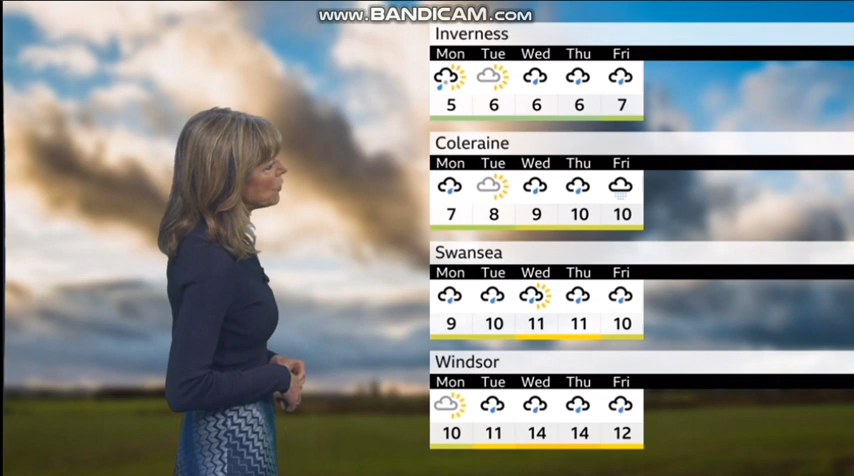 www.BANDICAM.com
Inverness
Mon Tue Wed Thu Fri
5 6 6 6 7
Coleraine
Mon Tue Wed Thu Fri
7 8 9 10 10
Swansea
Mon Tue Wed Thu Fri
9 10 11 11 10
Windsor
Mon Tue Wed Thu Fri
10 11 14 14 12